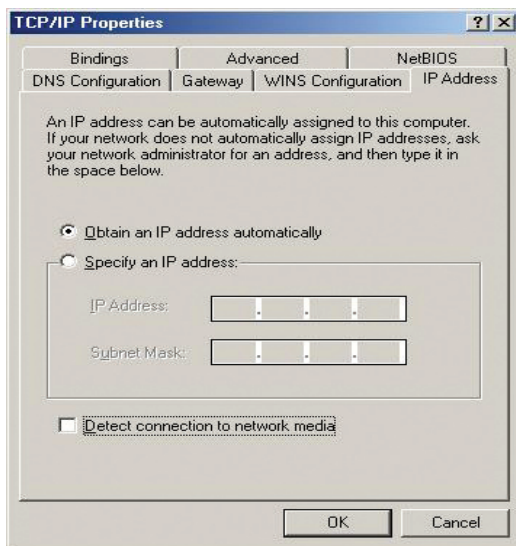 TCP/IP Properties
? X
Bindings Advanced NetBIOS
DNS Configuration Gateway WINS Configuration IP Address
An IP address can be automatically assigned to this computer.
If your network does not automatically assign IP addresses, ask
your network administrator for an address, and then type it in
the space below.
Obtain an IP address automatically
Specify an IP address:
IP Address:
. . .
Subnet Mask:
. . .
Detect connection to network media
OK Cancel